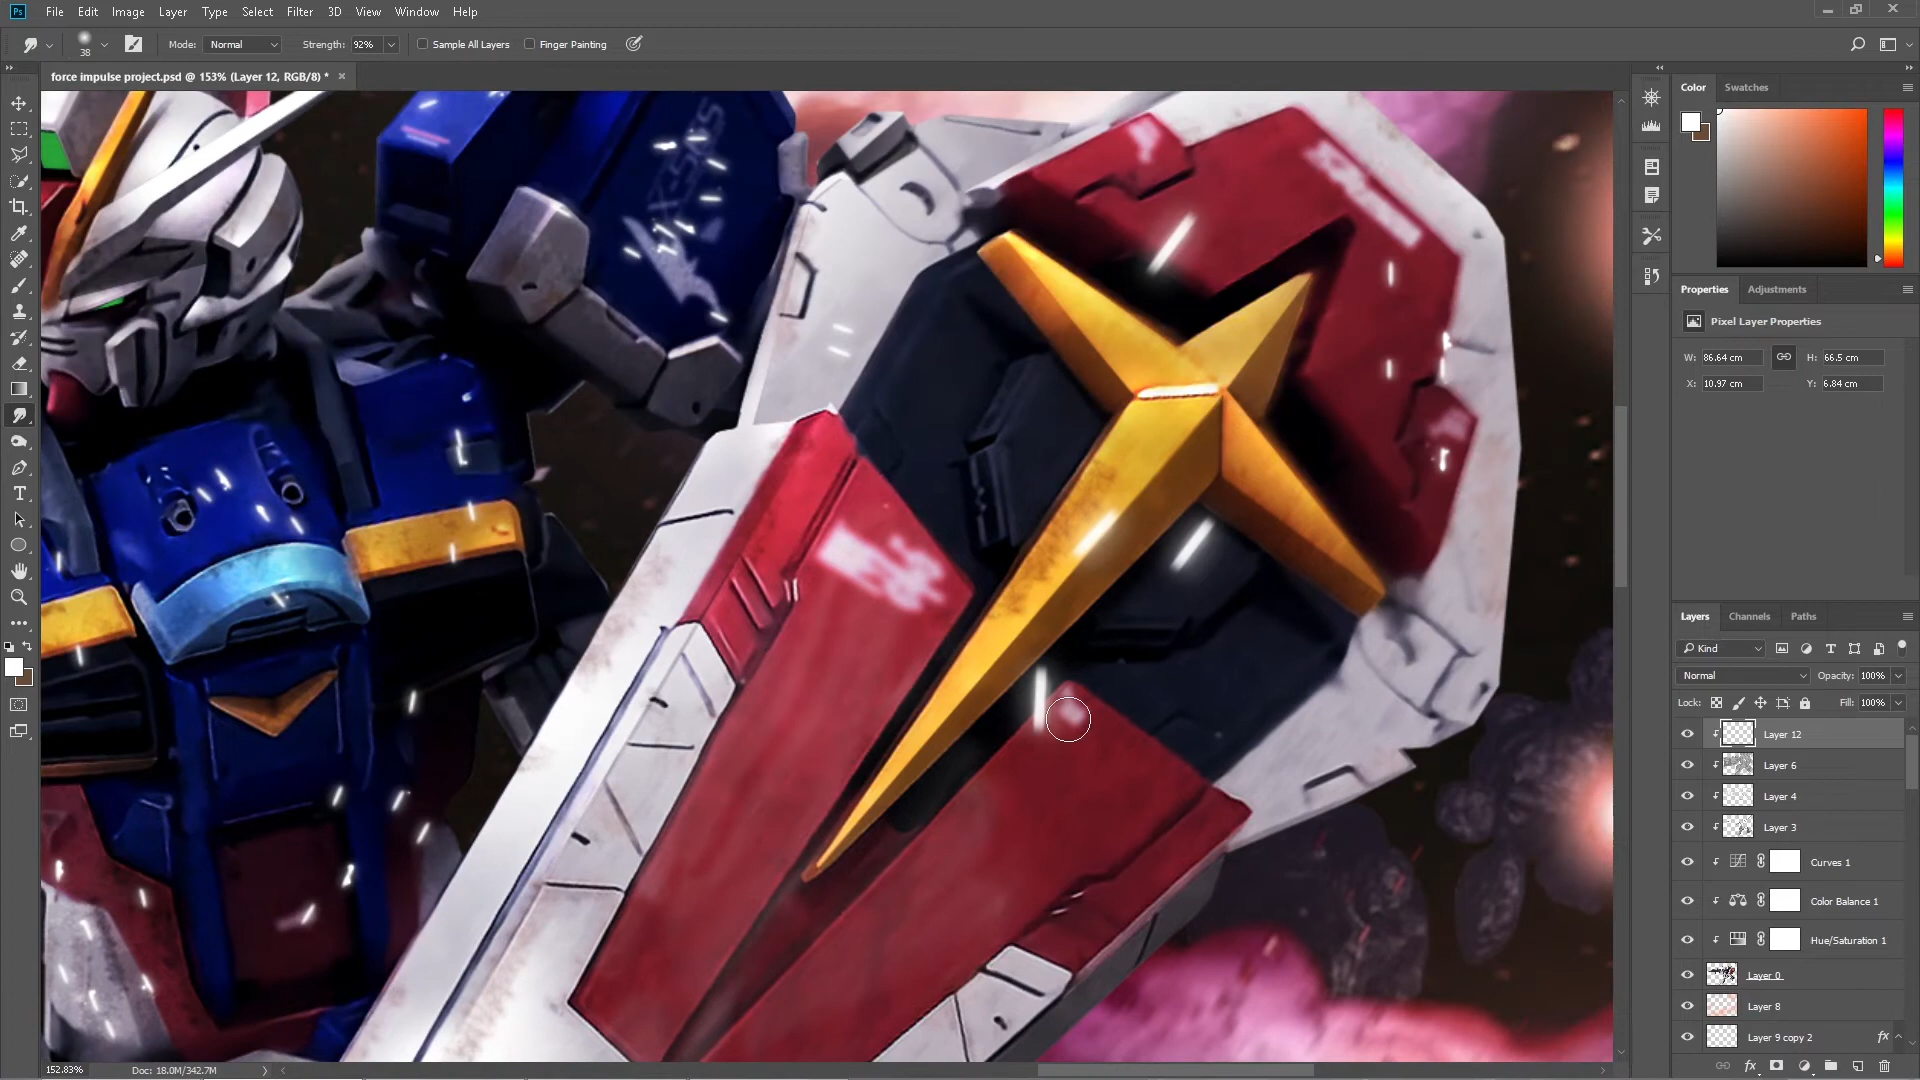 Ps File Edit Image Layer Type Select Filter 3D View Window Help
38 Mode: Normal Strength: 92% Sample All Layers Finger Painting
force impulse project.psd @ 153% (Layer 12, RGB/8) *
Color Swatches
Properties Adjustments
Pixel Layer Properties
W: 86.64 cm H: 66.5 cm
X: 10.97 cm Y: 6.84 cm
Layers Channels Paths
Kind
Normal Opacity: 100%
Lock: Fill: 100%
Layer 12
Layer 6
Layer 4
Layer 3
Curves 1
Color Balance 1
Hue/Saturation 1
Layer 0
Layer 8
Layer 9 copy 2 fx
fx
152.83% Doc: 18.0M/342.7M